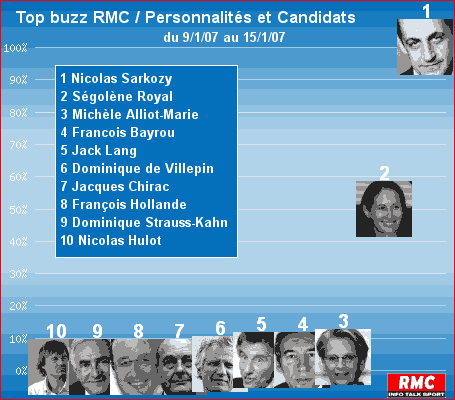 Top buzz RMC / Personnalités et Candidats
du 9/1/07 au 15/1/07
1
100%
90%
80%
70%
60%
50%
40%
30%
20%
10%
0%
1 Nicolas Sarkozy
2 Ségolène Royal
3 Michèle Alliot-Marie
4 Francois Bayrou
5 Jack Lang
6 Dominique de Villepin
7 Jacques Chirac
8 François Hollande
9 Dominique Strauss-Kahn
10 Nicolas Hulot
2
10 9 8 7 6 5 4 3
RMC
INFO TALK SPORT